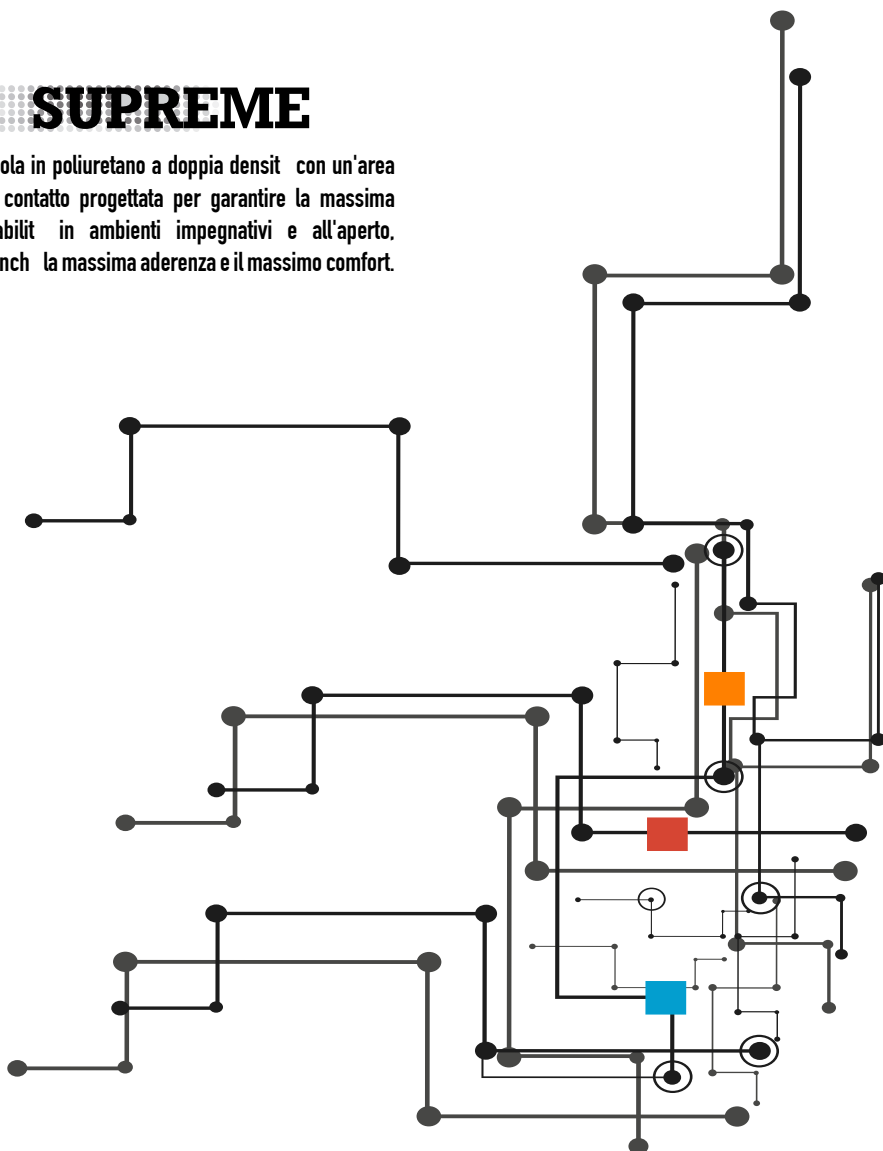 SUPREME
ola in poliuretano a doppia densit con un'area
contatto progettata per garantire la massima
abilit in ambienti impegnativi e all'aperto,
nch la massima aderenza e il massimo comfort.